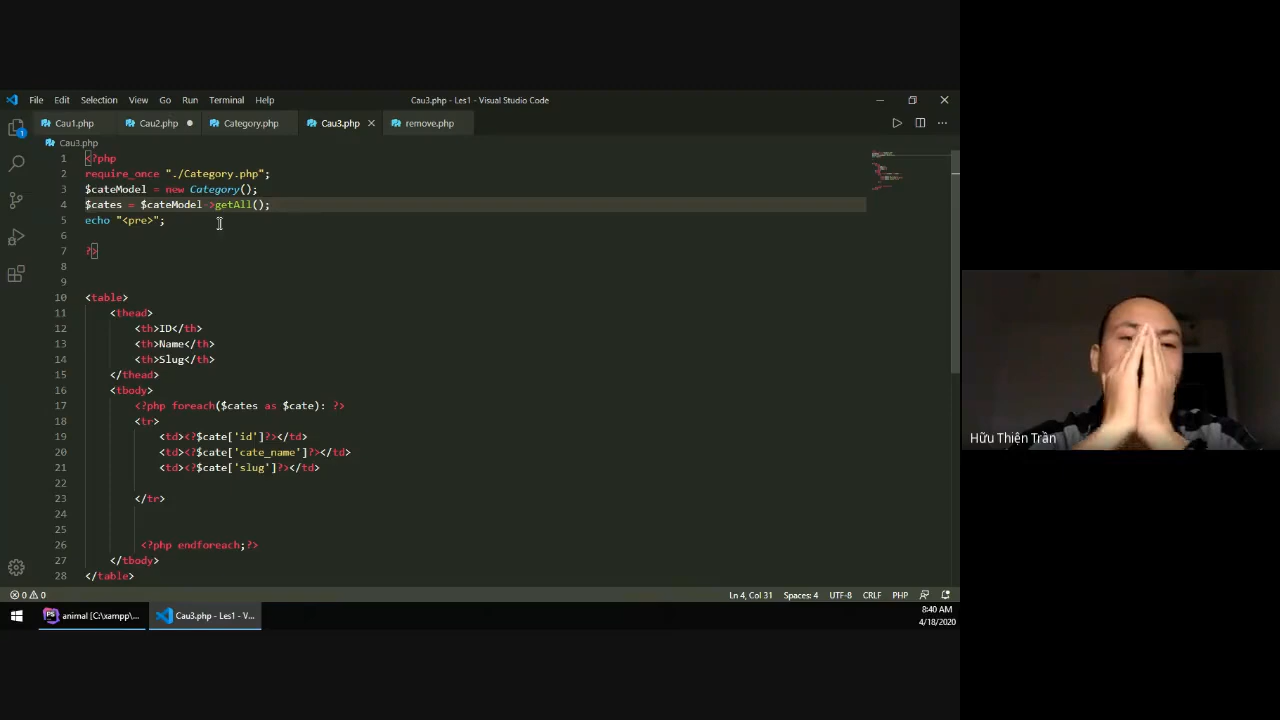 File Edit Selection View Go Run Terminal Help
Cau3.php - Les1 - Visual Studio Code
Cau1.php Cau2.php Category.php Cau3.php remove.php
Cau3.php
1 <?php
2 require_once "./Category.php";
3 $cateModel = new Category();
4 $cates = $cateModel->getAll();
5 echo "<pre>";
6
7 ?>
8
9
10 <table>
11 <thead>
12 <th>ID</th>
13 <th>Name</th>
14 <th>Slug</th>
15 </thead>
16 <tbody>
17 <?php foreach($cates as $cate): ?>
18 <tr>
19 <td><?$cate['id']?></td>
20 <td><?$cate['cate_name']?></td>
21 <td><?$cate['slug']?></td>
22
23 </tr>
24
25
26 <?php endforeach;?>
27 </tbody>
28 </table>
1
0 0
Ln 4, Col 31 Spaces: 4 UTF-8 CRLF PHP
PS animal [C:\xampp\... Cau3.php - Les1 - V...
8:40 AM
4/18/2020
Hữu Thiện Trần